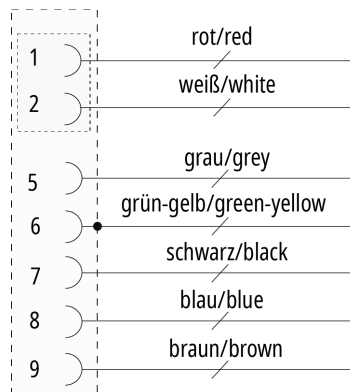 rot/red
1
weiß/white
2
grau/grey
5
grün-gelb/green-yellow
6
schwarz/black
7
blau/blue
8
braun/brown
9